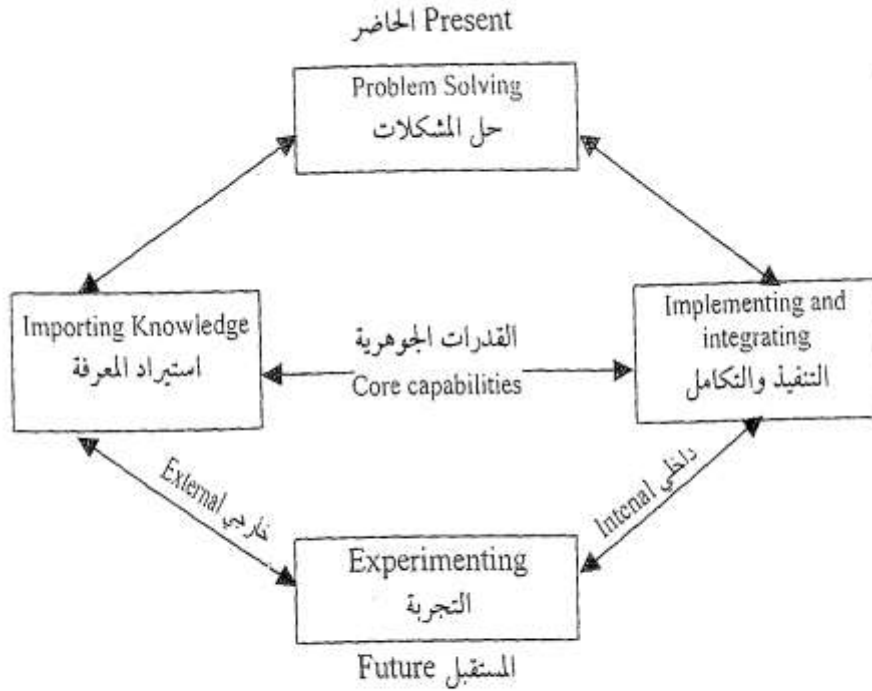 الحاضر Present
Problem Solving
حل المشكلات
Importing Knowledge
استيراد المعرفة
القدرات الجوهرية
Core capabilities
Implementing and
integrating
التنفيذ والتكامل
External خارجي
Intenal داخلي
Experimenting
التجربة
المستقبل Future